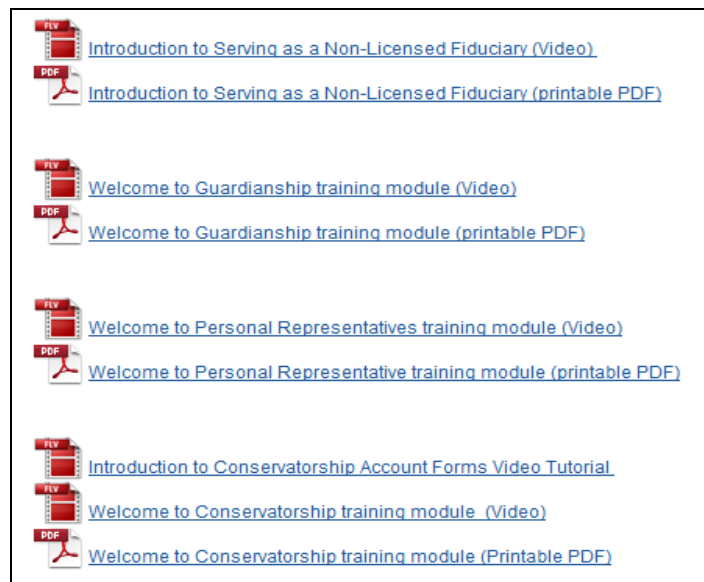 FLV
Introduction to Serving as a Non-Licensed Fiduciary (Video)
PDF
Introduction to Serving as a Non-Licensed Fiduciary (printable PDF)
FLV
Welcome to Guardianship training module (Video)
PDF
Welcome to Guardianship training module (printable PDF)
FLV
Welcome to Personal Representatives training module (Video)
PDF
Welcome to Personal Representative training module (printable PDF)
FLV
Introduction to Conservatorship Account Forms Video Tutorial
FLV
Welcome to Conservatorship training module  (Video)
PDF
Welcome to Conservatorship training module (Printable PDF)